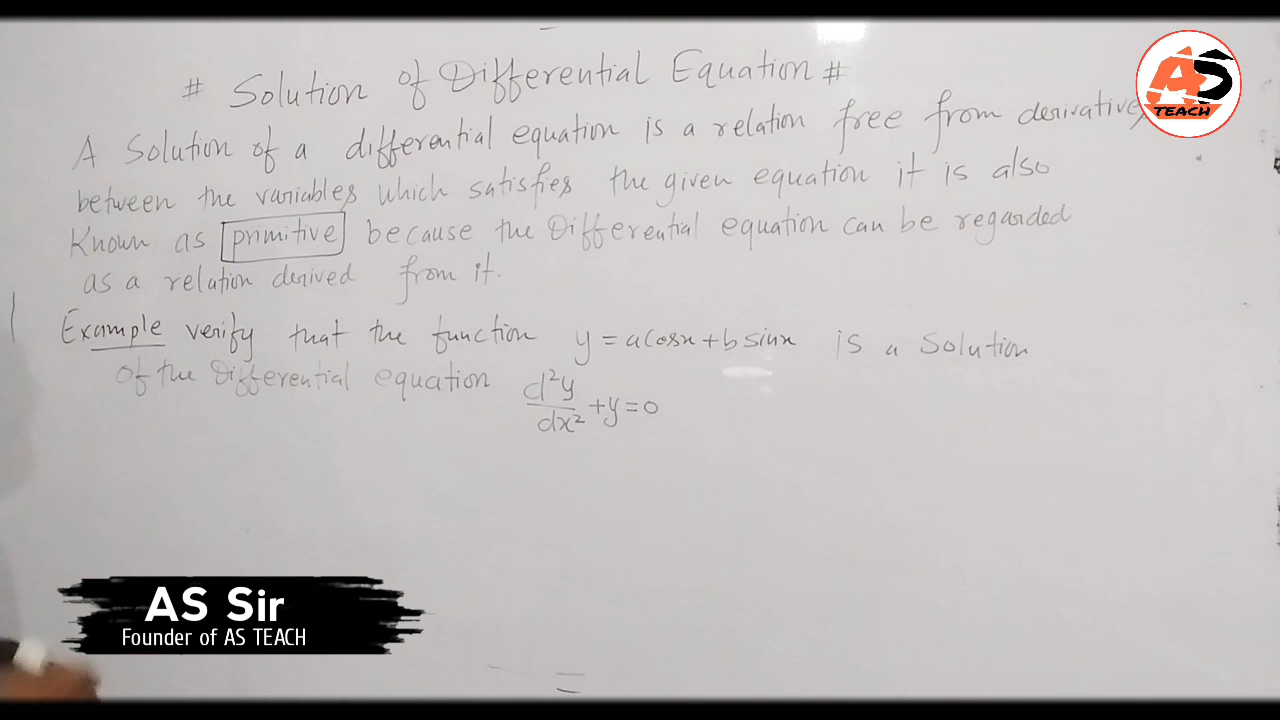 # Solution of Differential Equation #
AS
TEACH
A Solution of a differential equation is a relation free from derivative,
between the variables which satisfies the given equation it is also
Known as primitive because the Differential equation can be regarded
as a relation derived from it.
Example verify that the function y = a cosx + b sinx is a solution
of the Differential equation d²y/dx² + y = 0
AS Sir
Founder of AS TEACH